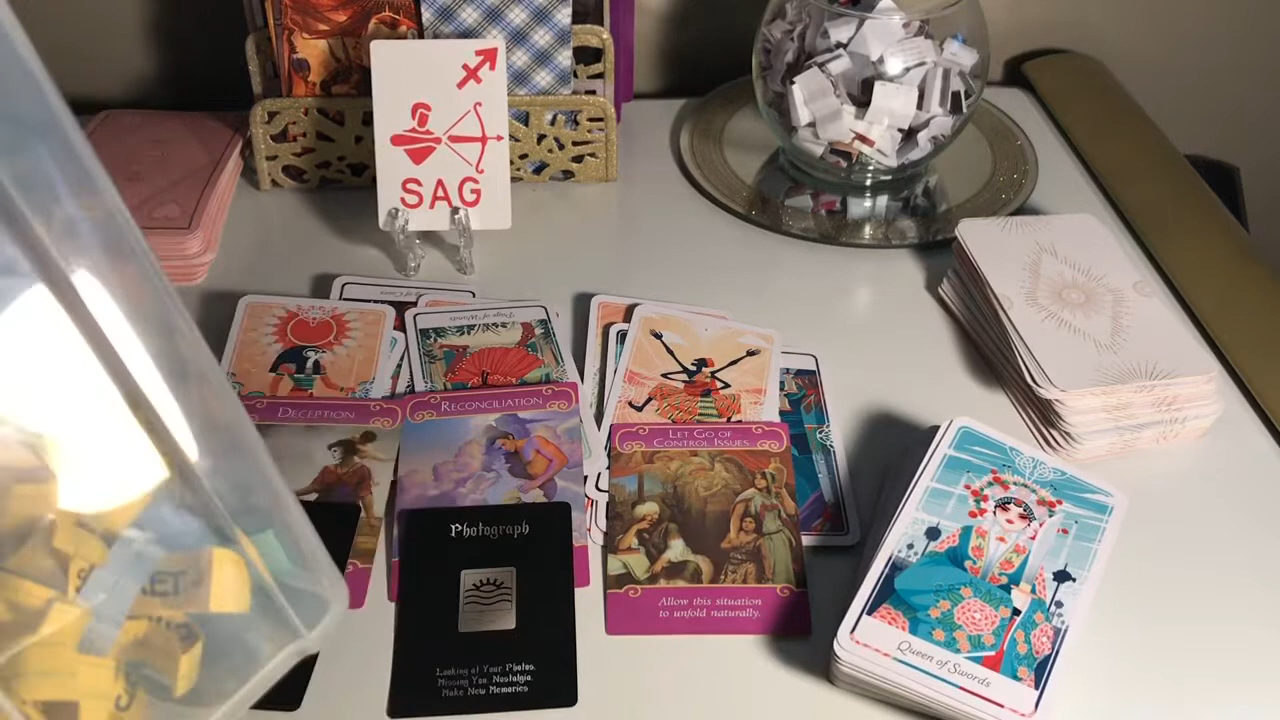 SAG
Page of Wands
DECEPTION
RECONCILIATION
LET GO OF
CONTROL ISSUES
Photograph
Looking at Your Photos.
Missing You. Nostalgia.
Make New Memories
Allow this situation
to unfold naturally.
Queen of Swords